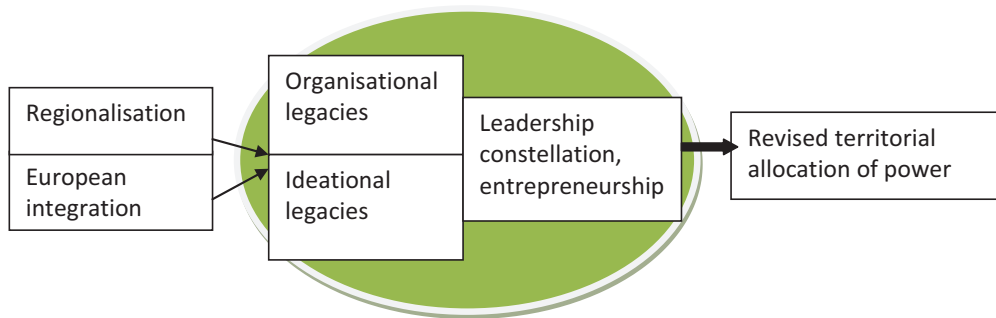 Regionalisation
European
integration
Organisational
legacies
Ideational
legacies
Leadership
constellation,
entrepreneurship
Revised territorial
allocation of power